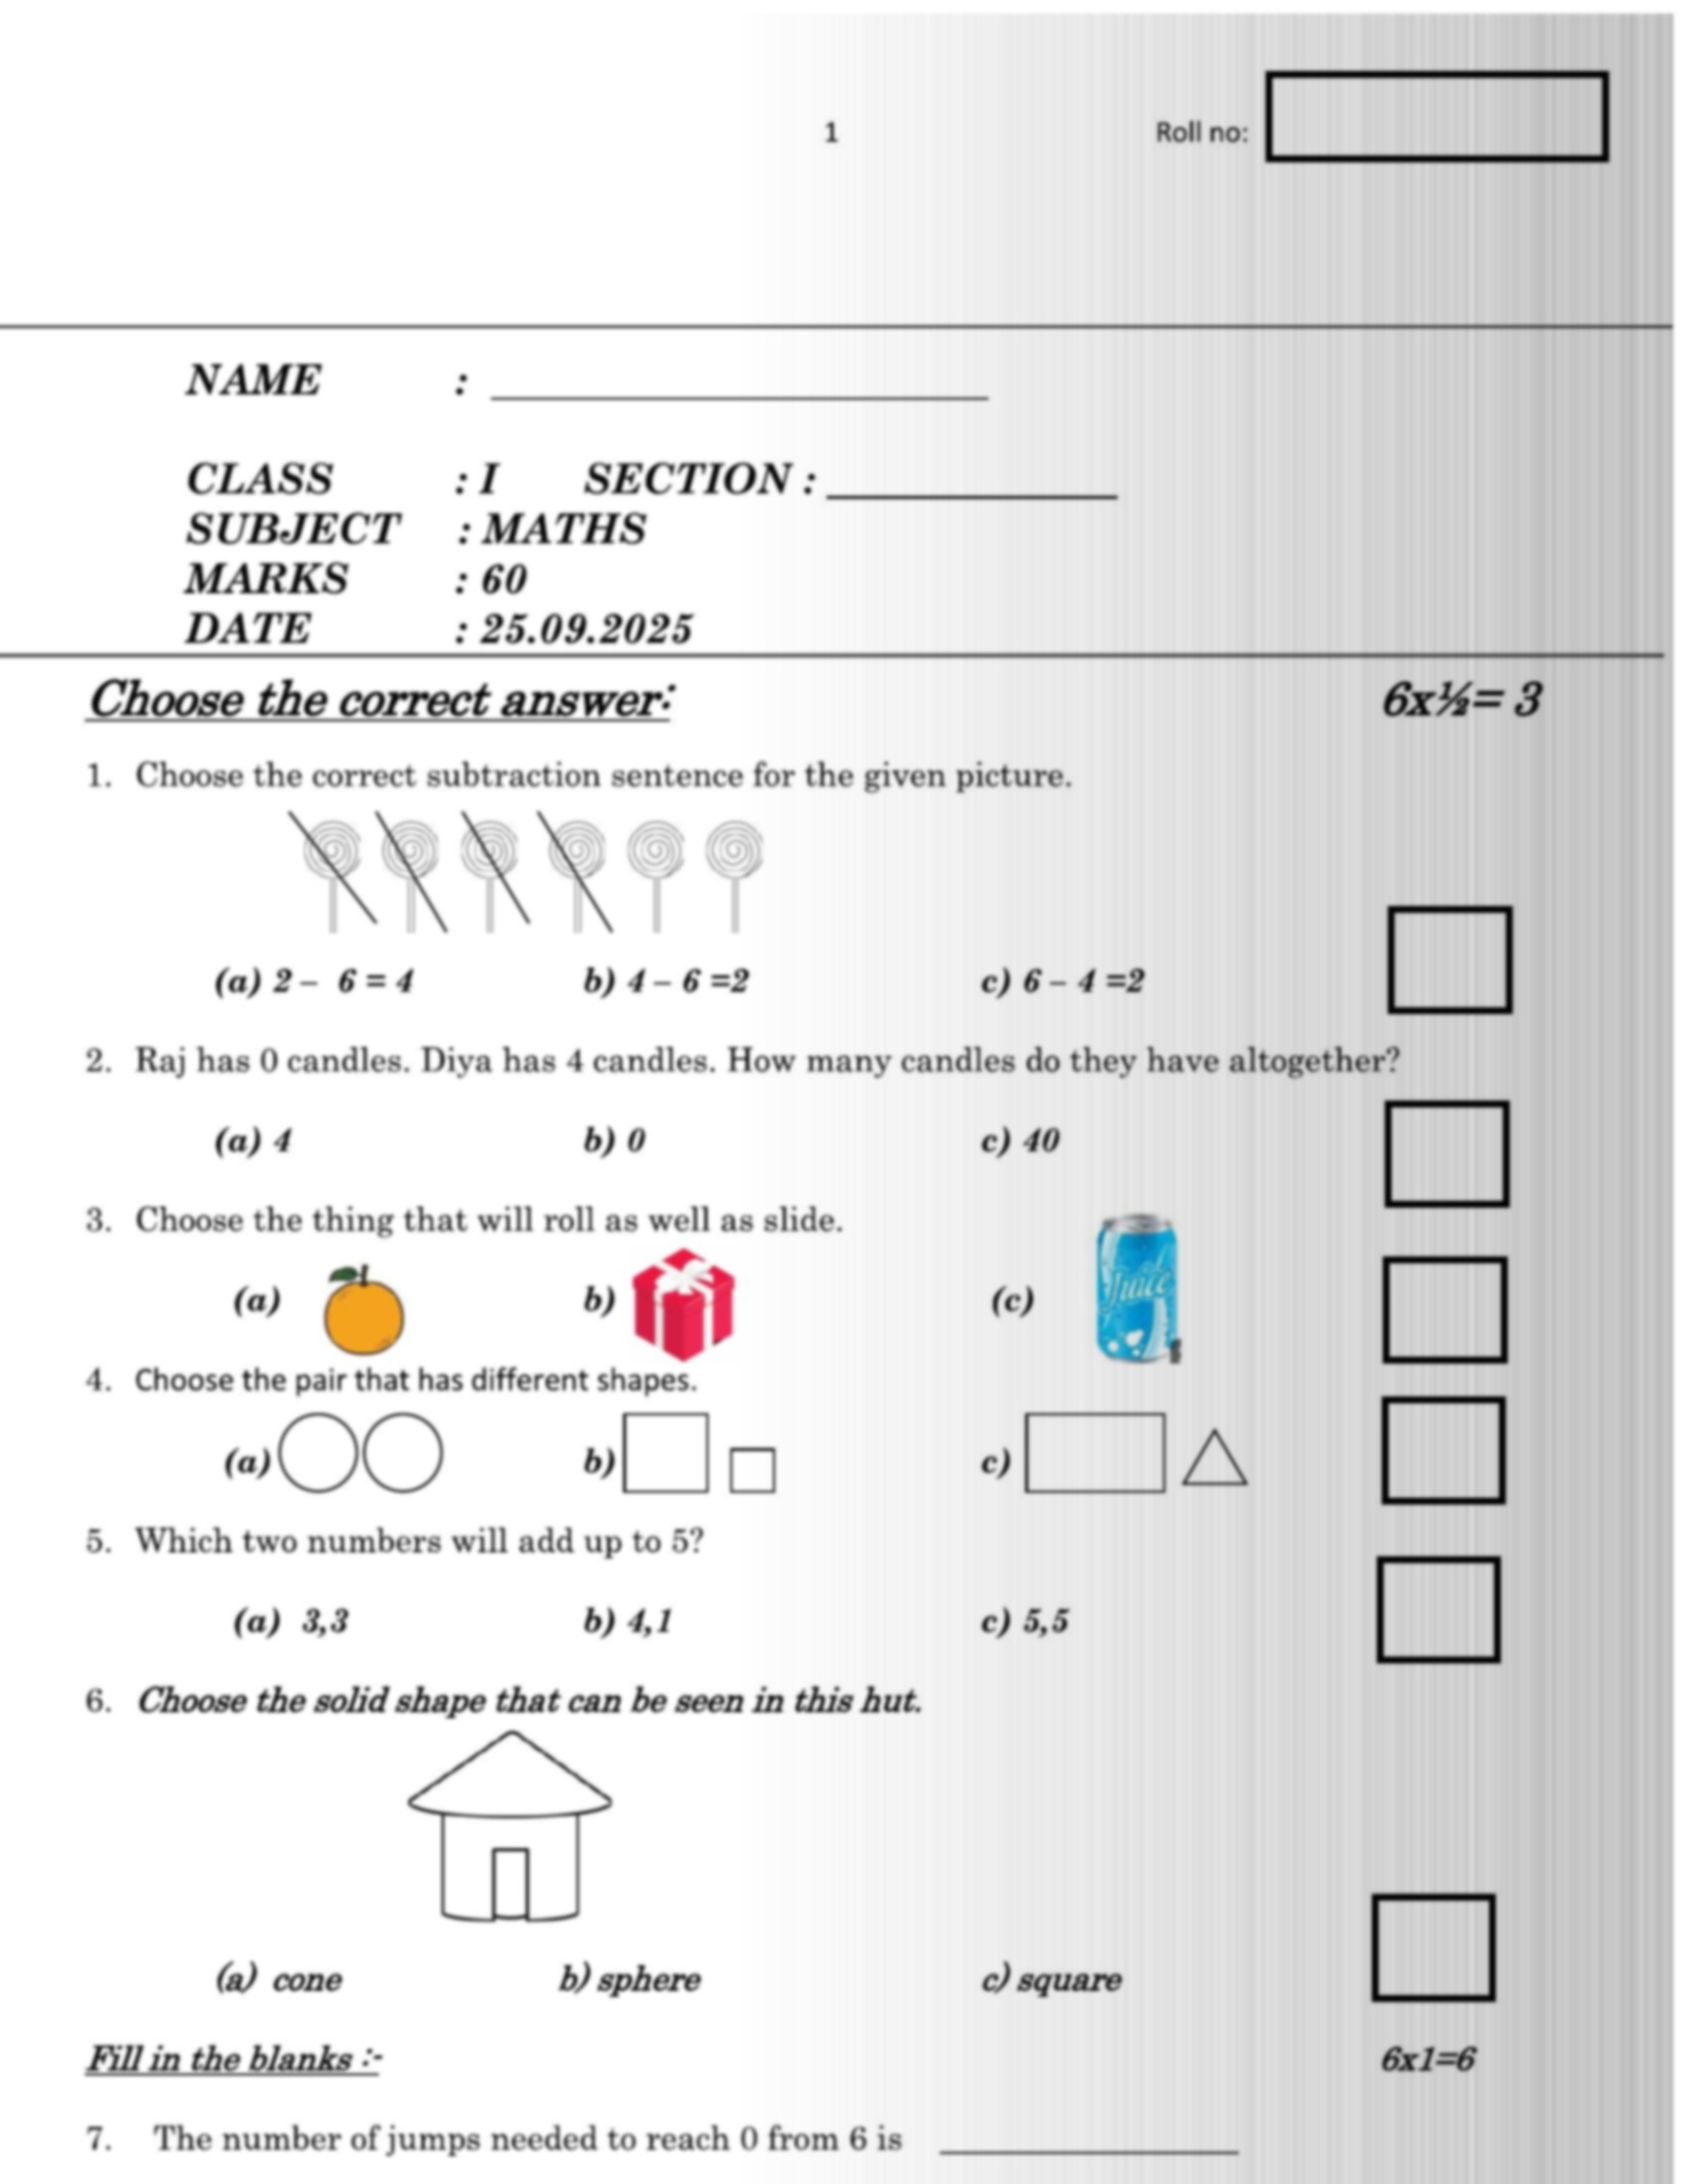 1
Roll no:
NAME : ____________________
CLASS : I SECTION : ____________
SUBJECT : MATHS
MARKS : 60
DATE : 25.09.2025
Choose the correct answer: 6x½= 3
1. Choose the correct subtraction sentence for the given picture.
(a) 2 – 6 = 4 b) 4 – 6 =2 c) 6 – 4 =2
2. Raj has 0 candles. Diya has 4 candles. How many candles do they have altogether?
(a) 4 b) 0 c) 40
3. Choose the thing that will roll as well as slide.
Juice
(a) b) (c)
4. Choose the pair that has different shapes.
(a) b) c)
5. Which two numbers will add up to 5?
(a) 3,3 b) 4,1 c) 5,5
6. Choose the solid shape that can be seen in this hut.
(a) cone b) sphere c) square
Fill in the blanks :- 6x1=6
7. The number of jumps needed to reach 0 from 6 is ____________